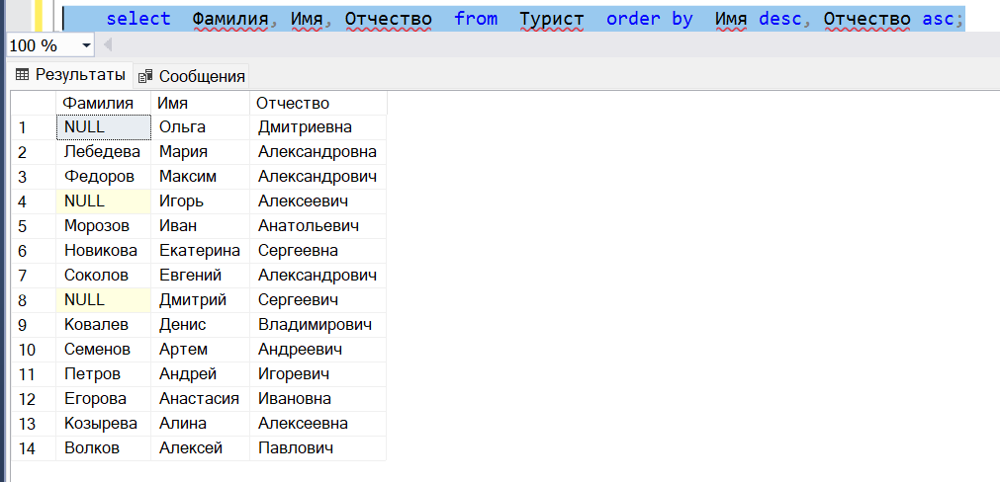 select Фамилия, Имя, Отчество from Турист order by Имя desc, Отчество asc;
100 %
Результаты Сообщения
Фамилия Имя Отчество
1 NULL Ольга Дмитриевна
2 Лебедева Мария Александровна
3 Федоров Максим Александрович
4 NULL Игорь Алексеевич
5 Морозов Иван Анатольевич
6 Новикова Екатерина Сергеевна
7 Соколов Евгений Александрович
8 NULL Дмитрий Сергеевич
9 Ковалев Денис Владимирович
10 Семенов Артем Андреевич
11 Петров Андрей Игоревич
12 Егорова Анастасия Ивановна
13 Козырева Алина Алексеевна
14 Волков Алексей Павлович